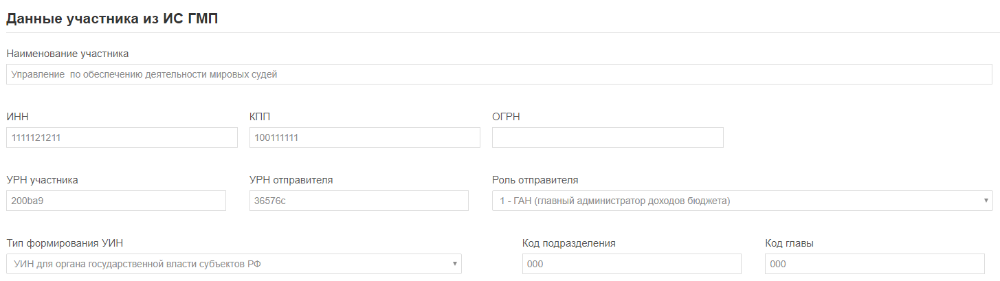 Данные участника из ИС ГМП
Наименование участника
Управление  по обеспечению деятельности мировых судей
ИНН КПП ОГРН
1111121211 100111111
УРН участника УРН отправителя Роль отправителя
200ba9 36576c 1 - ГАН (главный администратор доходов бюджета)
Тип формирования УИН Код подразделения Код главы
УИН для органа государственной власти субъектов РФ 000 000